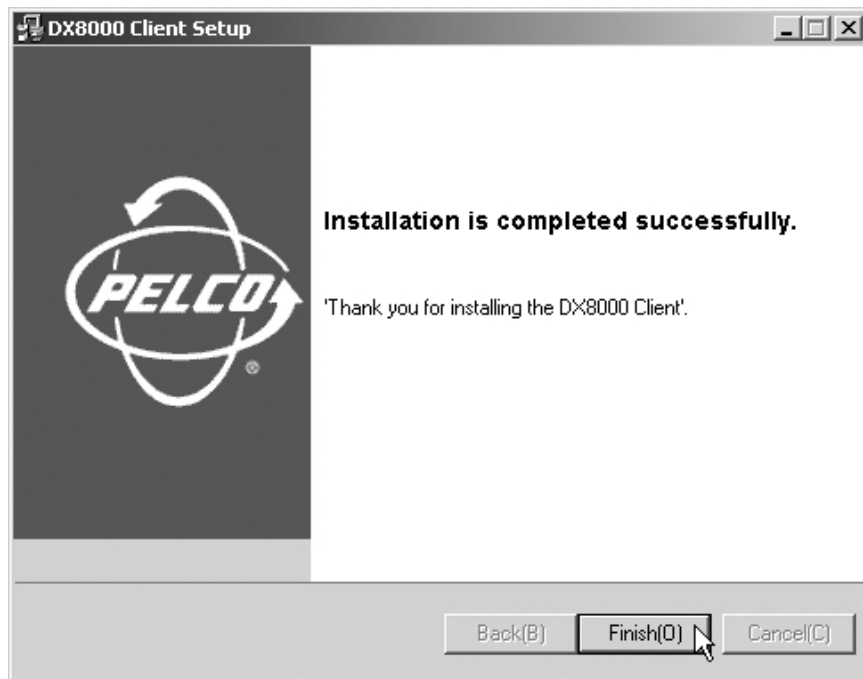 DX8000 Client Setup
PELCO
®
Installation is completed successfully.
'Thank you for installing the DX8000 Client'.
Back(B) Finish(O) Cancel(C)